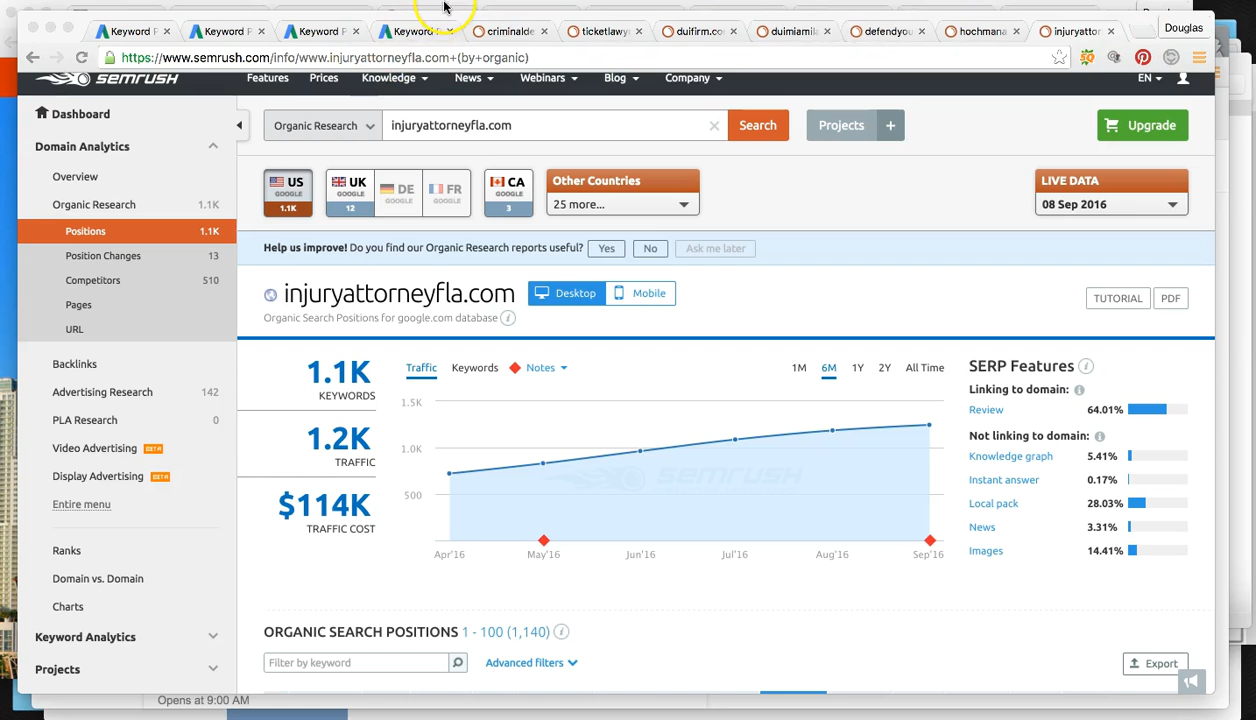 Keyword P
Keyword P
Keyword P
Keyword
criminalde
ticketlawy
duifirm.co
duimiamila
defendyou
hochmana
injuryattor
Douglas
https://www.semrush.com/info/www.injuryattorneyfla.com+(by+organic)
semrush
Features
Prices
Knowledge
News
Webinars
Blog
Company
EN
Dashboard
Organic Research
injuryattorneyfla.com
Search
Projects
+
Upgrade
Domain Analytics
Overview
Organic Research 1.1K
Positions 1.1K
Position Changes 13
Competitors 510
Pages
URL
Backlinks
Advertising Research 142
PLA Research 0
Video Advertising BETA
Display Advertising BETA
Entire menu
Ranks
Domain vs. Domain
Charts
Keyword Analytics
Projects
US
GOOGLE
1.1K
UK
GOOGLE
12
DE
GOOGLE
FR
GOOGLE
CA
GOOGLE
3
Other Countries
25 more...
LIVE DATA
08 Sep 2016
Help us improve! Do you find our Organic Research reports useful?
Yes
No
Ask me later
injuryattorneyfla.com
Desktop
Mobile
TUTORIAL
PDF
Organic Search Positions for google.com database
1.1K
KEYWORDS
1.2K
TRAFFIC
$114K
TRAFFIC COST
Traffic
Keywords
Notes
1M
6M
1Y
2Y
All Time
1.5K
1.0K
500
semrush
Apr'16
May'16
Jun'16
Jul'16
Aug'16
Sep'16
SERP Features
Linking to domain:
Review 64.01%
Not linking to domain:
Knowledge graph 5.41%
Instant answer 0.17%
Local pack 28.03%
News 3.31%
Images 14.41%
ORGANIC SEARCH POSITIONS 1 - 100 (1,140)
Filter by keyword
Advanced filters
Export
Opens at 9:00 AM